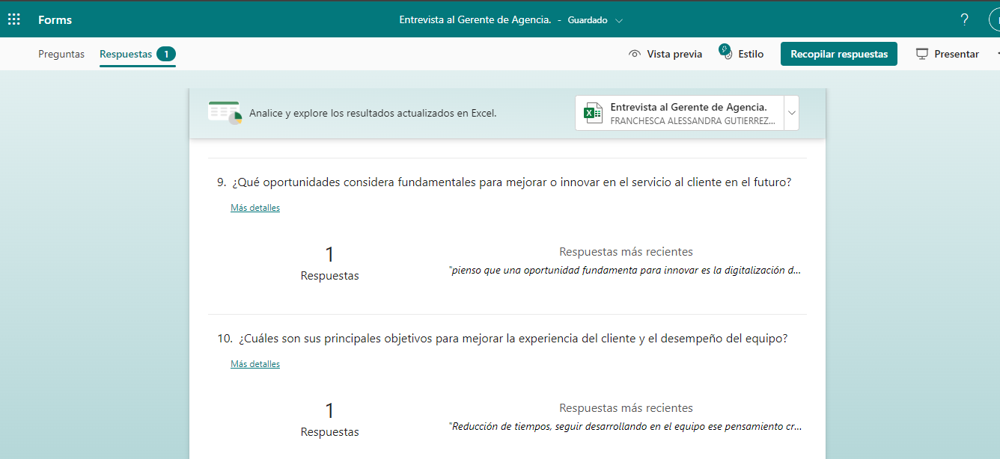 Forms
Entrevista al Gerente de Agencia. - Guardado
?
Preguntas
Respuestas 1
Vista previa
Estilo
Recopilar respuestas
Presentar
Analice y explore los resultados actualizados en Excel.
Entrevista al Gerente de Agencia.
FRANCHESCA ALESSANDRA GUTIERREZ...
9. ¿Qué oportunidades considera fundamentales para mejorar o innovar en el servicio al cliente en el futuro?
Más detalles
1
Respuestas
Respuestas más recientes
"pienso que una oportunidad fundamenta para innovar es la digitalización d...
10. ¿Cuáles son sus principales objetivos para mejorar la experiencia del cliente y el desempeño del equipo?
Más detalles
1
Respuestas
Respuestas más recientes
"Reducción de tiempos, seguir desarrollando en el equipo ese pensamiento cr...